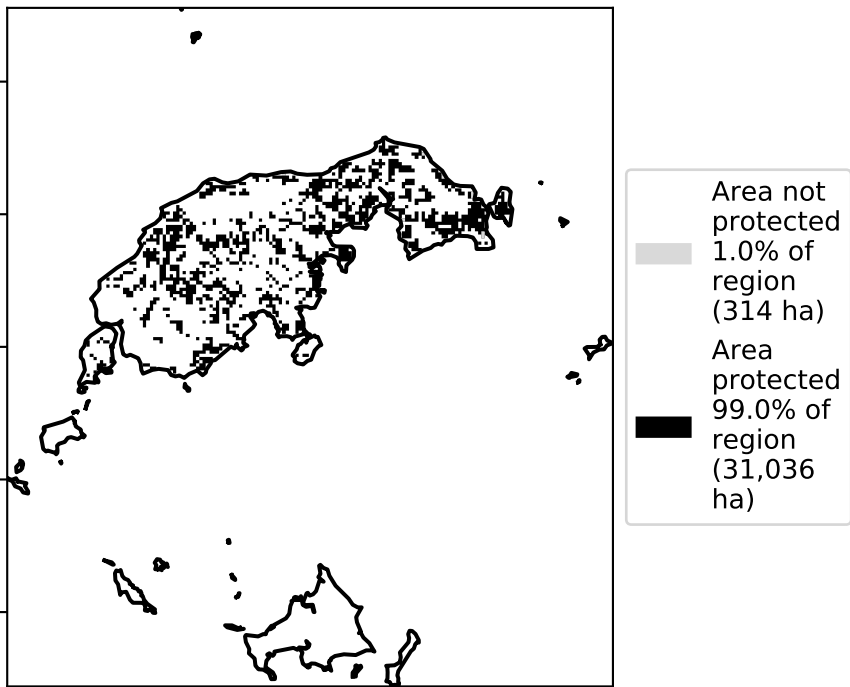 Area not
protected
1.0% of
region
(314 ha)
Area
protected
99.0% of
region
(31,036
ha)